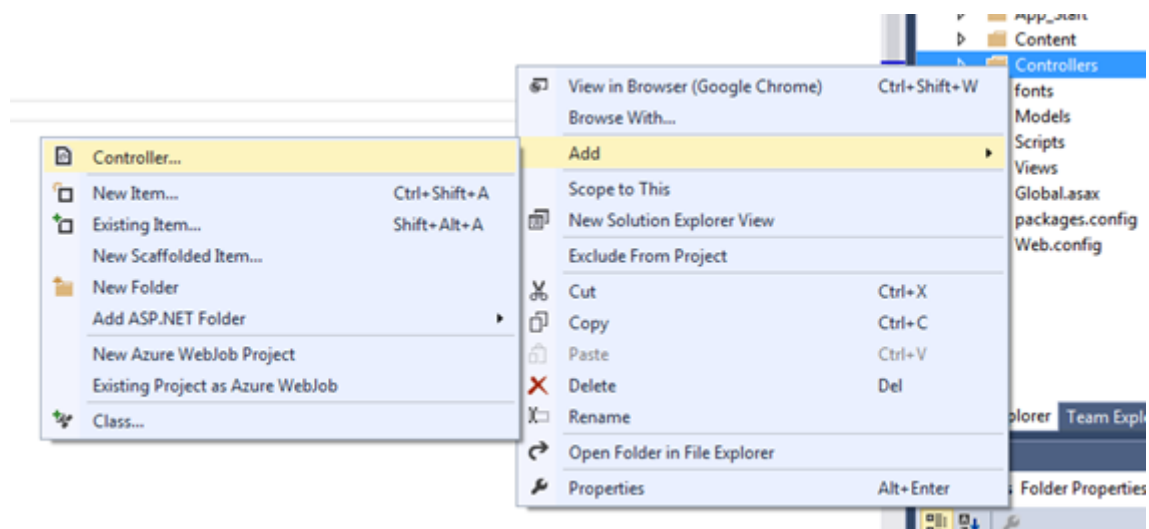 App_Start
Content
Controllers
fonts
Models
Scripts
Views
Global.asax
packages.config
Web.config
View in Browser (Google Chrome) Ctrl+Shift+W
Browse With...
Add
Scope to This
New Solution Explorer View
Exclude From Project
Cut Ctrl+X
Copy Ctrl+C
Paste Ctrl+V
Delete Del
Rename
Open Folder in File Explorer
Properties Alt+Enter
Controller...
New Item... Ctrl+Shift+A
Existing Item... Shift+Alt+A
New Scaffolded Item...
New Folder
Add ASP.NET Folder
New Azure WebJob Project
Existing Project as Azure WebJob
Class...
plorer Team Expl
s Folder Properties